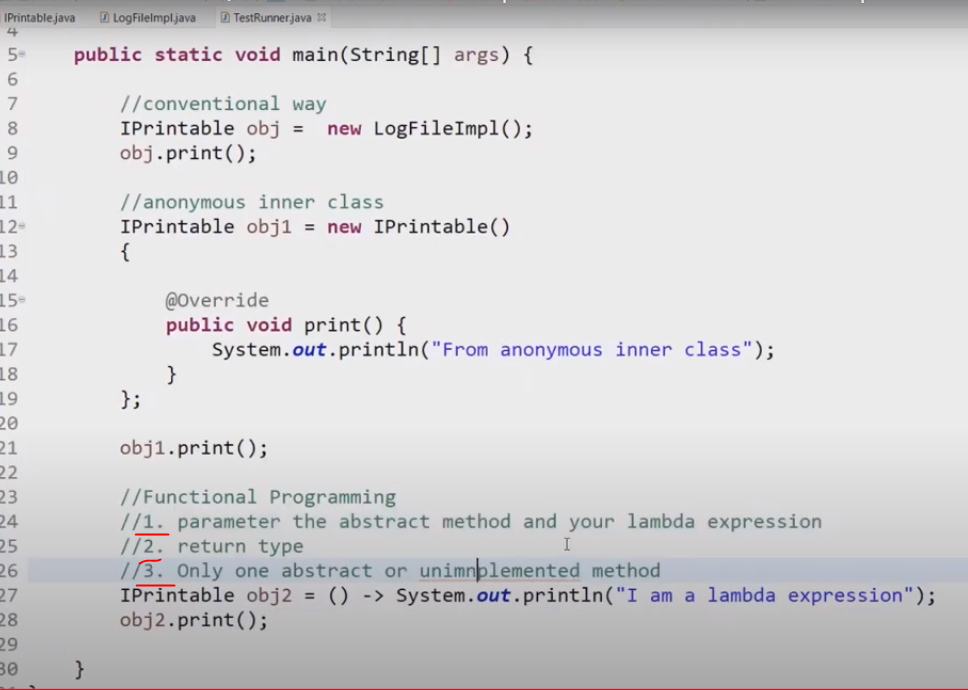 IPrintable.java LogFileImpl.java TestRunner.java
4
5 public static void main(String[] args) {
6
7 //conventional way
8 IPrintable obj = new LogFileImpl();
9 obj.print();
10
11 //anonymous inner class
12 IPrintable obj1 = new IPrintable()
13 {
14
15 @Override
16 public void print() {
17 System.out.println("From anonymous inner class");
18 }
19 };
20
21 obj1.print();
22
23 //Functional Programming
24 //1. parameter the abstract method and your lambda expression
25 //2. return type
26 //3. Only one abstract or unimnplemented method
27 IPrintable obj2 = () -> System.out.println("I am a lambda expression");
28 obj2.print();
29
30 }